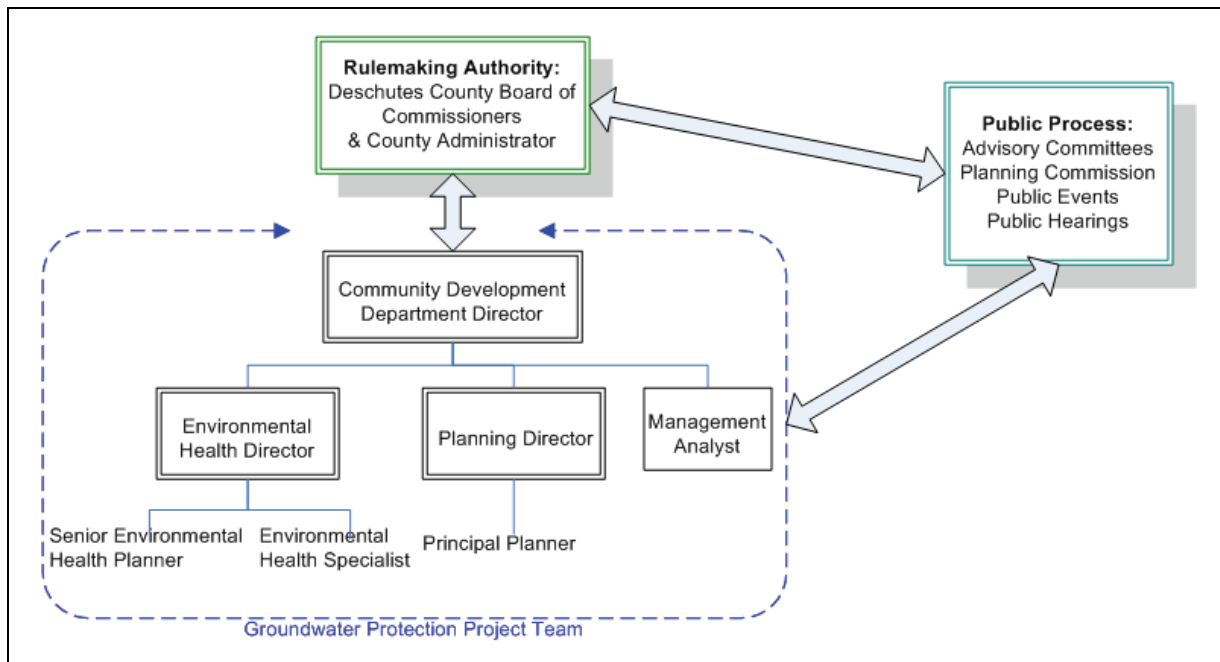 Rulemaking Authority:
Deschutes County Board of
Commissioners
& County Administrator
Public Process:
Advisory Committees
Planning Commission
Public Events
Public Hearings
Community Development
Department Director
Environmental
Health Director
Planning Director
Management
Analyst
Senior Environmental
Health Planner
Environmental
Health Specialist
Principal Planner
Groundwater Protection Project Team